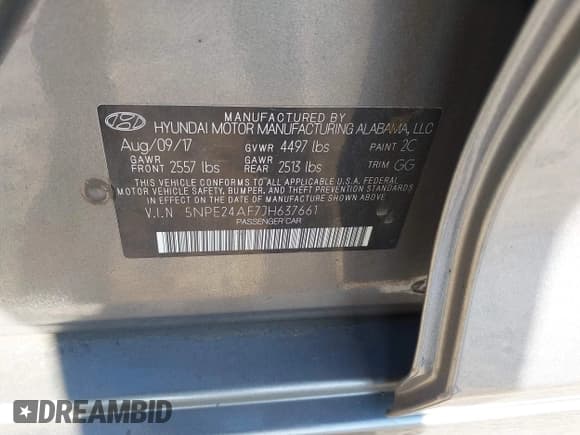 MANUFACTURED BY
HYUNDAI MOTOR MANUFACTURING ALABAMA, LLC
Aug/09/17 GVWR 4497 lbs PAINT 2C
GAWR FRONT 2557 lbs GAWR REAR 2513 lbs TRIM GG
THIS VEHICLE CONFORMS TO ALL APPLICABLE U.S.A FEDERAL
MOTOR VEHICLE SAFETY, BUMPER, AND THEFT PREVENTION STANDARDS
IN EFFECT ON THE DATE OF MANUFACTURE SHOWN ABOVE
V.I.N 5NPE24AF7JH637661
PASSENGER CAR
DREAMBID